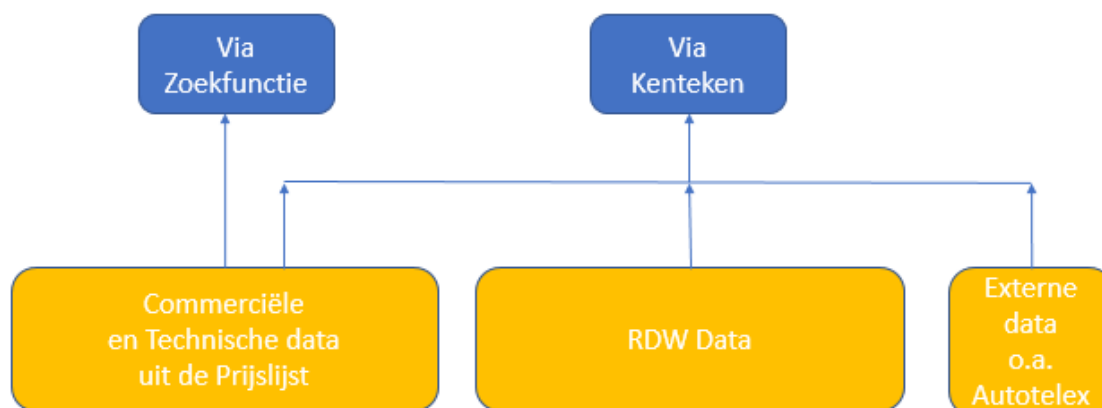 Via
Zoekfunctie
Via
Kenteken
Commerciële
en Technische data
uit de Prijslijst
RDW Data
Externe
data
o.a.
Autotelex